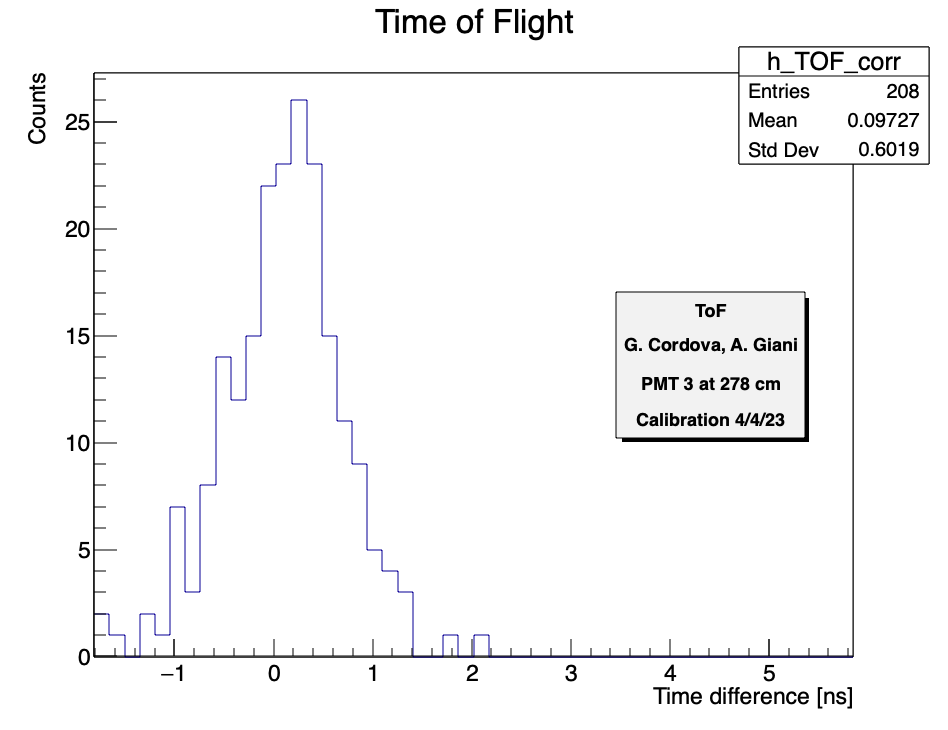 Time of Flight
h_TOF_corr
Entries 208
Mean 0.09727
Std Dev 0.6019
Counts
25
20
15
10
5
0
ToF
G. Cordova, A. Giani
PMT 3 at 278 cm
Calibration 4/4/23
−1 0 1 2 3 4 5
Time difference [ns]